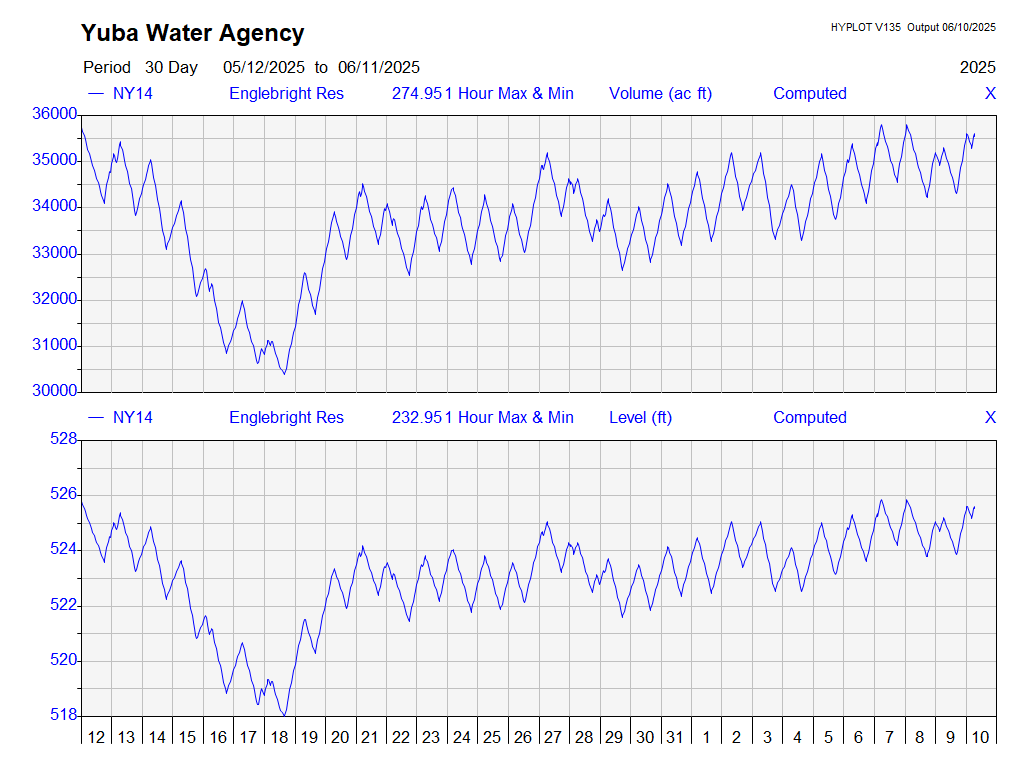 Yuba Water Agency
HYPLOT V135 Output 06/10/2025
Period 30 Day 05/12/2025 to 06/11/2025 2025
NY14 Englebright Res 274.951 Hour Max & Min Volume (ac ft) Computed X
36000
35000
34000
33000
32000
31000
30000
NY14 Englebright Res 232.951 Hour Max & Min Level (ft) Computed X
528
526
524
522
520
518
12 13 14 15 16 17 18 19 20 21 22 23 24 25 26 27 28 29 30 31 1 2 3 4 5 6 7 8 9 10